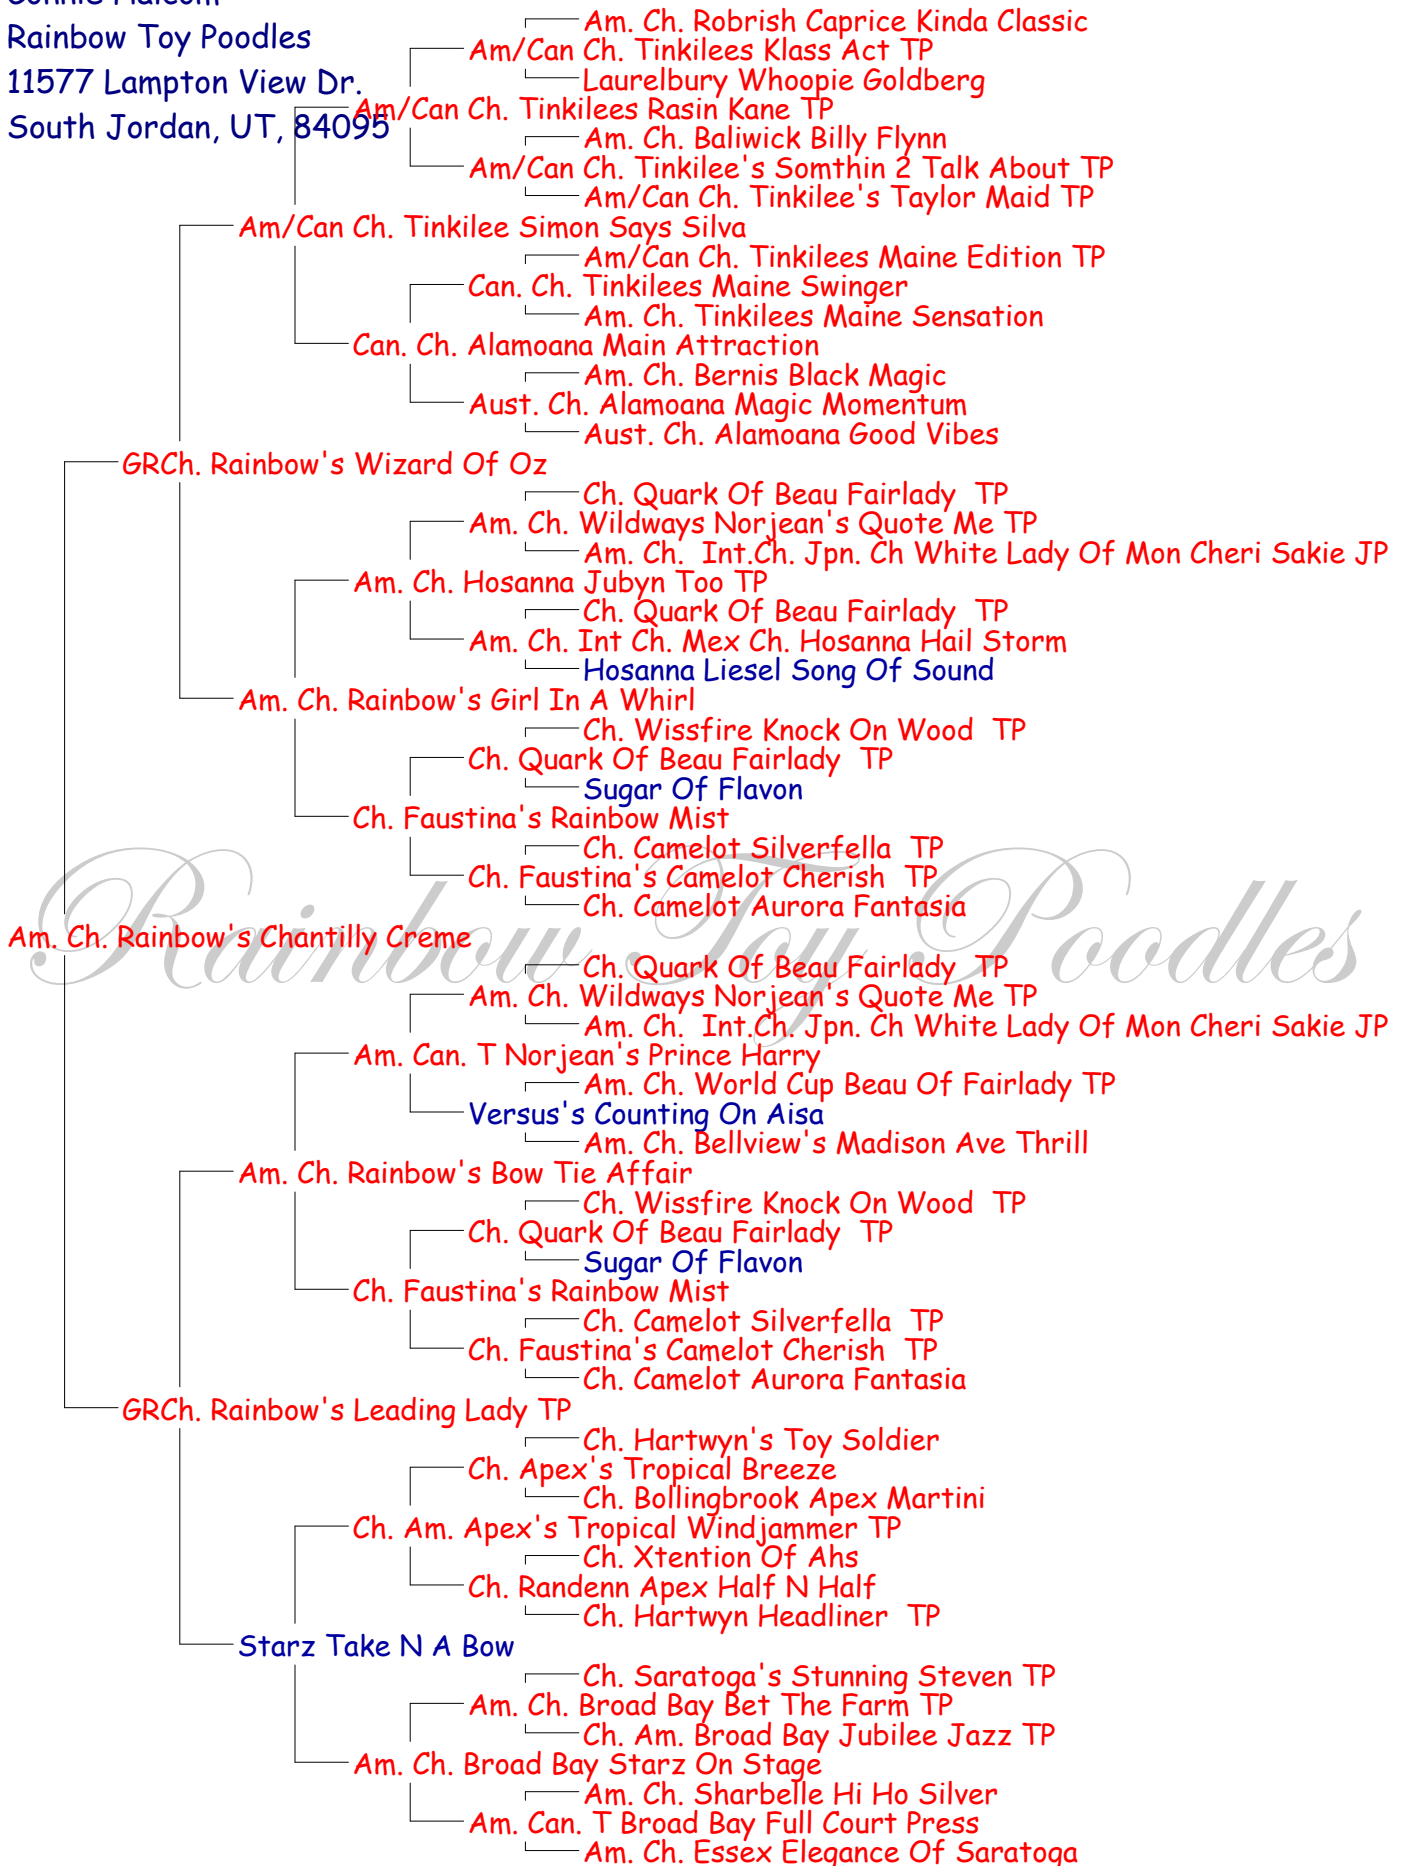 Rainbow Toy Poodles
11577 Lampton View Dr.
South Jordan, UT, 84095
Am. Ch. Robrish Caprice Kinda Classic
Am/Can Ch. Tinkilees Klass Act TP
Laurelbury Whoopie Goldberg
Am/Can Ch. Tinkilees Rasin Kane TP
Am. Ch. Baliwick Billy Flynn
Am/Can Ch. Tinkilee's Somthin 2 Talk About TP
Am/Can Ch. Tinkilee's Taylor Maid TP
Am/Can Ch. Tinkilee Simon Says Silva
Am/Can Ch. Tinkilees Maine Edition TP
Can. Ch. Tinkilees Maine Swinger
Am. Ch. Tinkilees Maine Sensation
Can. Ch. Alamoana Main Attraction
Am. Ch. Bernis Black Magic
Aust. Ch. Alamoana Magic Momentum
Aust. Ch. Alamoana Good Vibes
GRCh. Rainbow's Wizard Of Oz
Ch. Quark Of Beau Fairlady  TP
Am. Ch. Wildways Norjean's Quote Me TP
Am. Ch.  Int.Ch. Jpn. Ch White Lady Of Mon Cheri Sakie JP
Am. Ch. Hosanna Jubyn Too TP
Ch. Quark Of Beau Fairlady  TP
Am. Ch. Int Ch. Mex Ch. Hosanna Hail Storm
Hosanna Liesel Song Of Sound
Am. Ch. Rainbow's Girl In A Whirl
Ch. Wissfire Knock On Wood  TP
Ch. Quark Of Beau Fairlady  TP
Sugar Of Flavon
Ch. Faustina's Rainbow Mist
Ch. Camelot Silverfella  TP
Ch. Faustina's Camelot Cherish  TP
Ch. Camelot Aurora Fantasia
Am. Ch. Rainbow's Chantilly Creme
Rainbow Toy Poodles
Ch. Quark Of Beau Fairlady  TP
Am. Ch. Wildways Norjean's Quote Me TP
Am. Ch.  Int.Ch. Jpn. Ch White Lady Of Mon Cheri Sakie JP
Am. Can. T Norjean's Prince Harry
Am. Ch. World Cup Beau Of Fairlady TP
Versus's Counting On Aisa
Am. Ch. Bellview's Madison Ave Thrill
Am. Ch. Rainbow's Bow Tie Affair
Ch. Wissfire Knock On Wood  TP
Ch. Quark Of Beau Fairlady  TP
Sugar Of Flavon
Ch. Faustina's Rainbow Mist
Ch. Camelot Silverfella  TP
Ch. Faustina's Camelot Cherish  TP
Ch. Camelot Aurora Fantasia
GRCh. Rainbow's Leading Lady TP
Ch. Hartwyn's Toy Soldier
Ch. Apex's Tropical Breeze
Ch. Bollingbrook Apex Martini
Ch. Am. Apex's Tropical Windjammer TP
Ch. Xtention Of Ahs
Ch. Randenn Apex Half N Half
Ch. Hartwyn Headliner  TP
Starz Take N A Bow
Ch. Saratoga's Stunning Steven TP
Am. Ch. Broad Bay Bet The Farm TP
Ch. Am. Broad Bay Jubilee Jazz TP
Am. Ch. Broad Bay Starz On Stage
Am. Ch. Sharbelle Hi Ho Silver
Am. Can. T Broad Bay Full Court Press
Am. Ch. Essex Elegance Of Saratoga